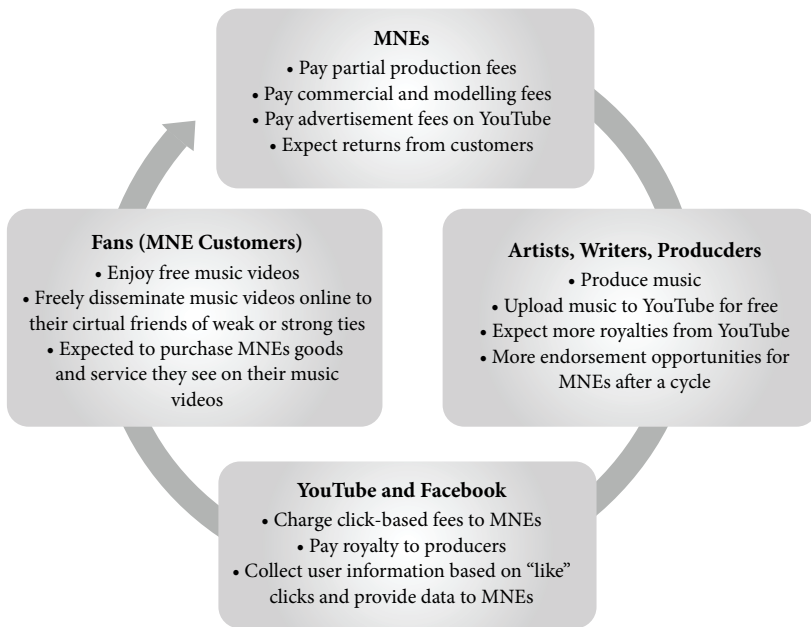 MNEs
• Pay partial production fees
• Pay commercial and modelling fees
• Pay advertisement fees on YouTube
• Expect returns from customers
Artists, Writers, Producders
• Produce music
• Upload music to YouTube for free
• Expect more royalties from YouTube
• More endorsement opportunities for
MNEs after a cycle
YouTube and Facebook
• Charge click-based fees to MNEs
• Pay royalty to producers
• Collect user information based on “like”
clicks and provide data to MNEs
Fans (MNE Customers)
• Enjoy free music videos
• Freely disseminate music videos online to
their cirtual friends of weak or strong ties
• Expected to purchase MNEs goods
and service they see on their music
videos